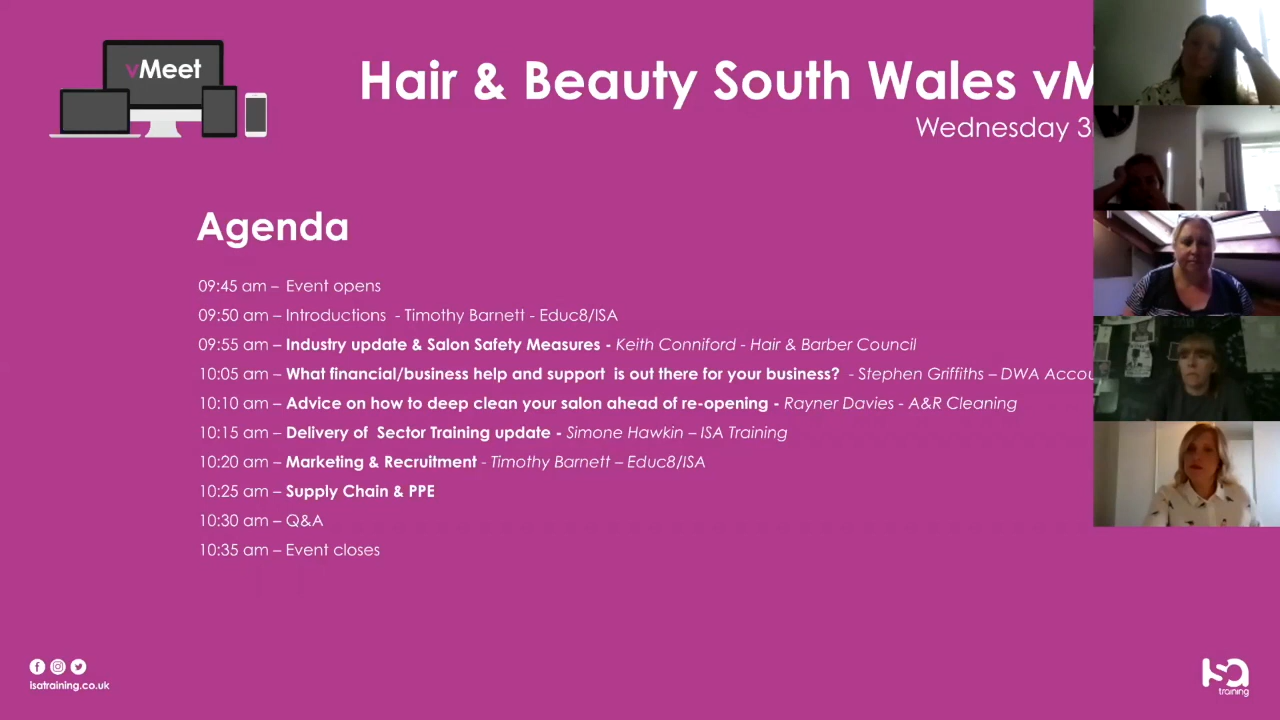 vMeet
Hair & Beauty South Wales
Wednesday
Agenda
09:45 am – Event opens
09:50 am – Introductions - Timothy Barnett - Educ8/ISA
09:55 am – Industry update & Salon Safety Measures - Keith Conniford - Hair & Barber Council
10:05 am – What financial/business help and support is out there for your business? - Stephen Griffiths – DWA
10:10 am – Advice on how to deep clean your salon ahead of re-opening - Rayner Davies - A&R Cleaning
10:15 am – Delivery of Sector Training update - Simone Hawkin – ISA Training
10:20 am – Marketing & Recruitment - Timothy Barnett – Educ8/ISA
10:25 am – Supply Chain & PPE
10:30 am – Q&A
10:35 am – Event closes
isatraining.co.uk
isa
training